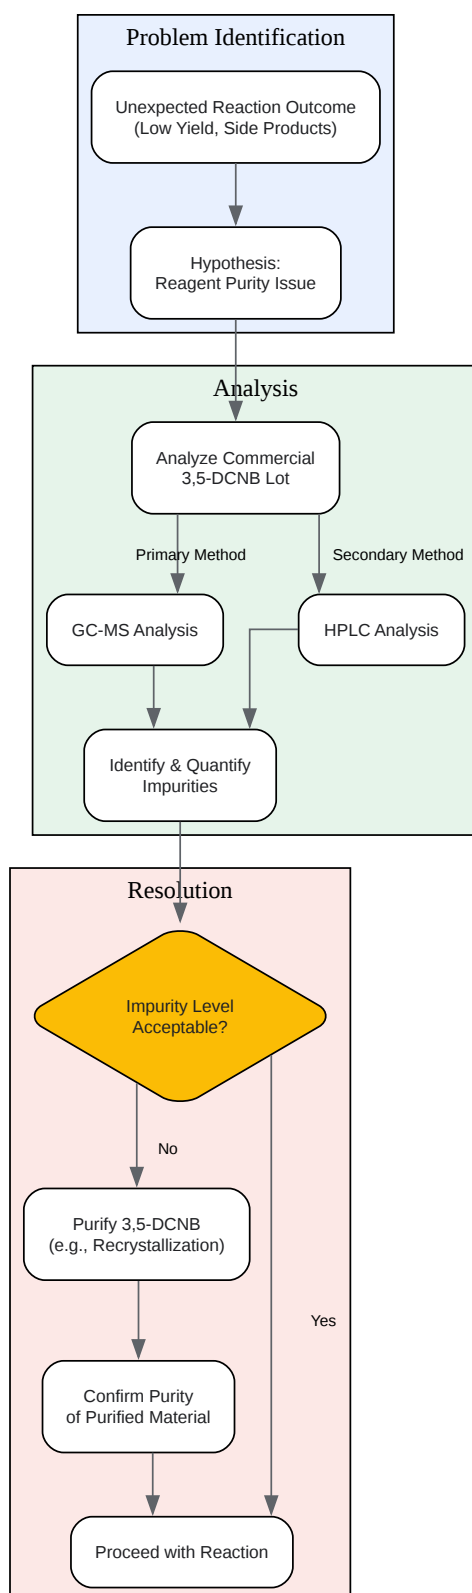 Problem Identification
Unexpected Reaction Outcome
(Low Yield, Side Products)
Hypothesis:
Reagent Purity Issue
Analysis
Analyze Commercial
3,5-DCNB Lot
Primary Method
Secondary Method
GC-MS Analysis
HPLC Analysis
Identify & Quantify
Impurities
Resolution
Impurity Level
Acceptable?
No
Purify 3,5-DCNB
(e.g., Recrystallization)
Yes
Confirm Purity
of Purified Material
Proceed with Reaction